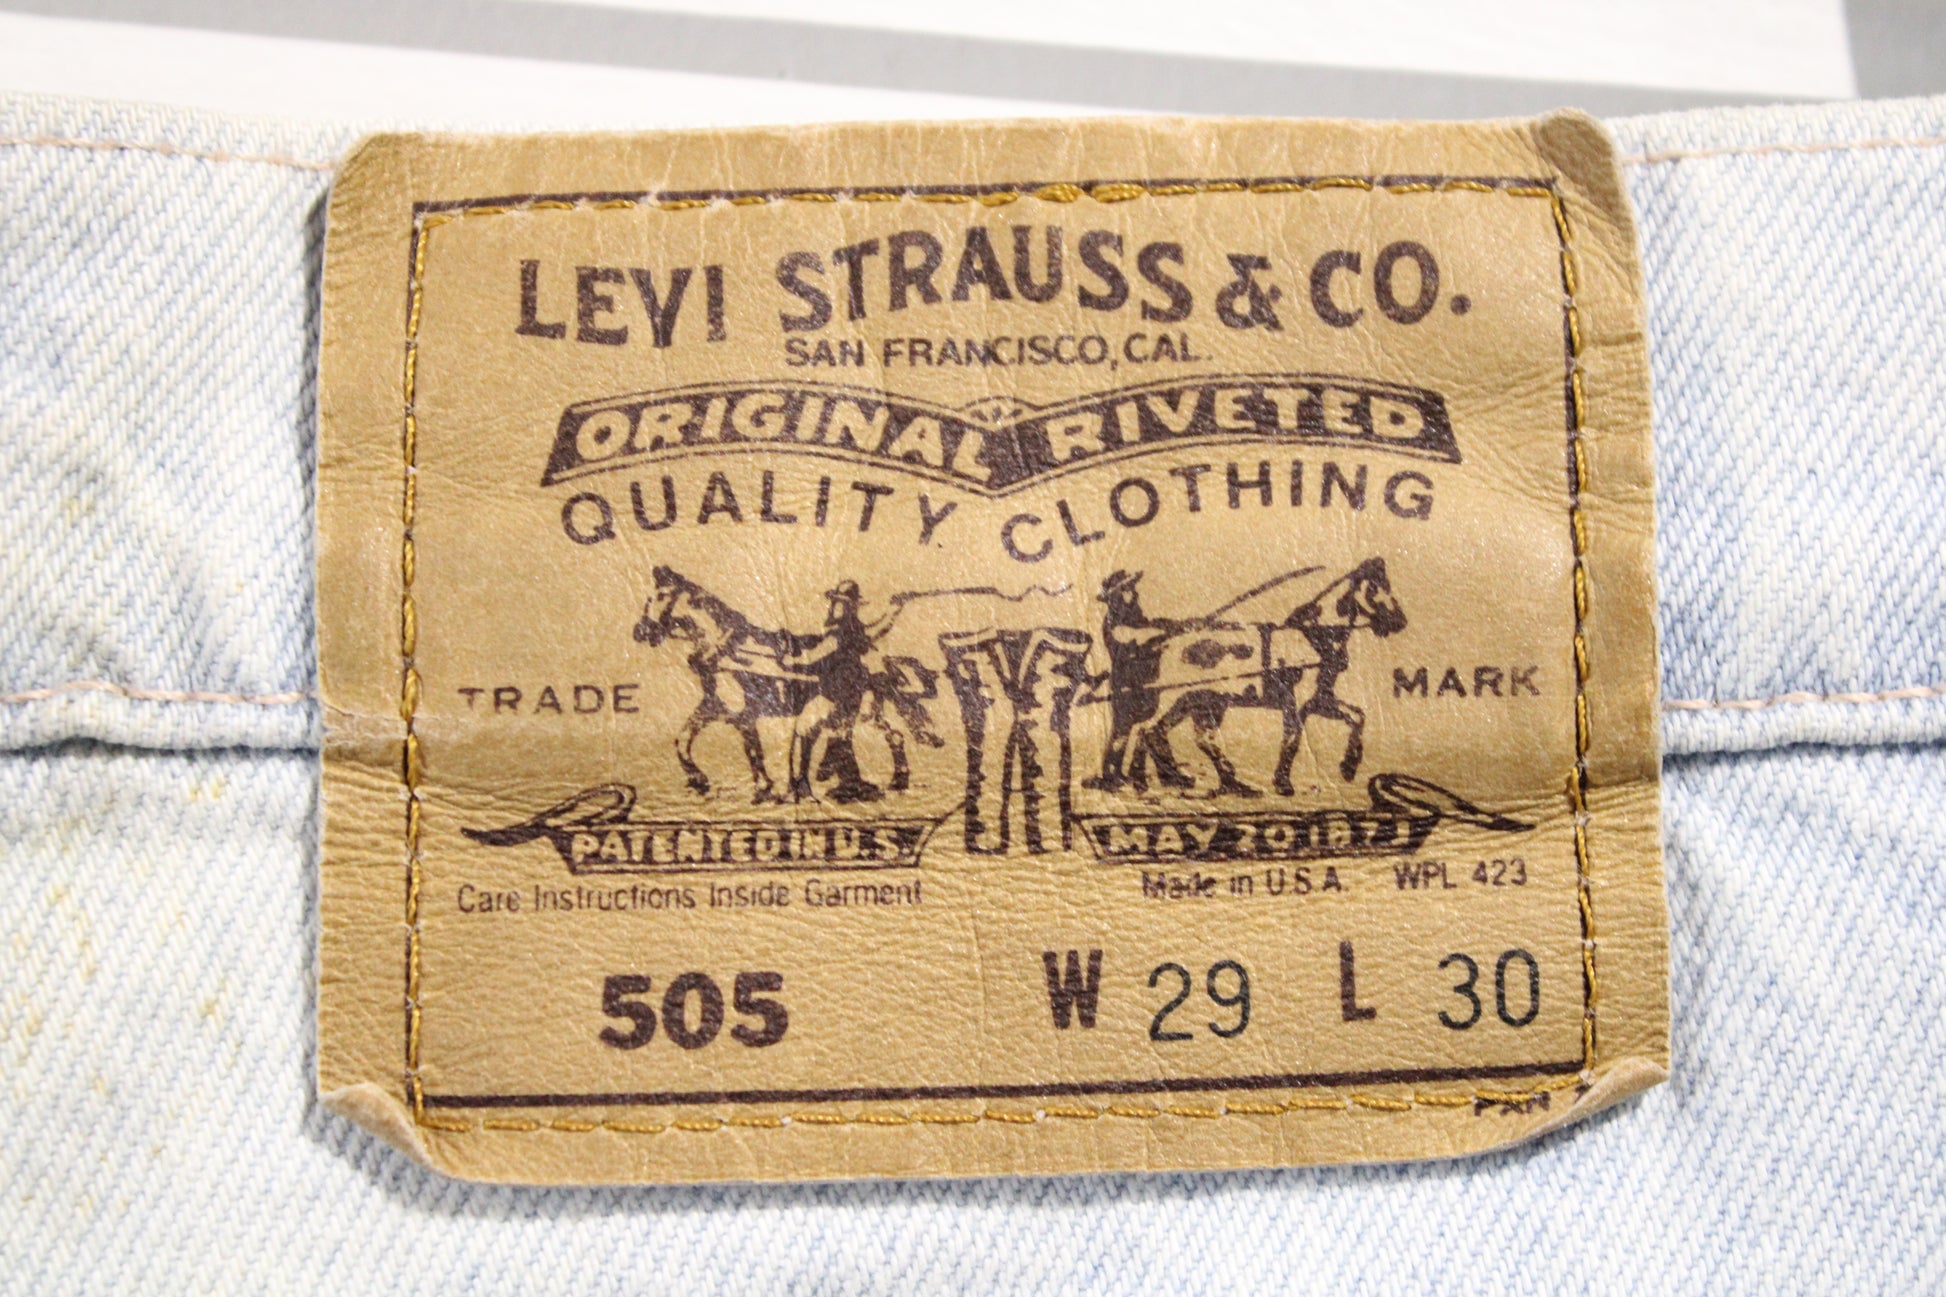 LEVI STRAUSS & CO.
SAN FRANCISCO, CAL.
ORIGINAL RIVETED
QUALITY CLOTHING
TRADE MARK
PATENTED IN U.S. MAY 20 1873
Care Instructions Inside Garment Made in U.S.A. WPL 423
505 W 29 L 30